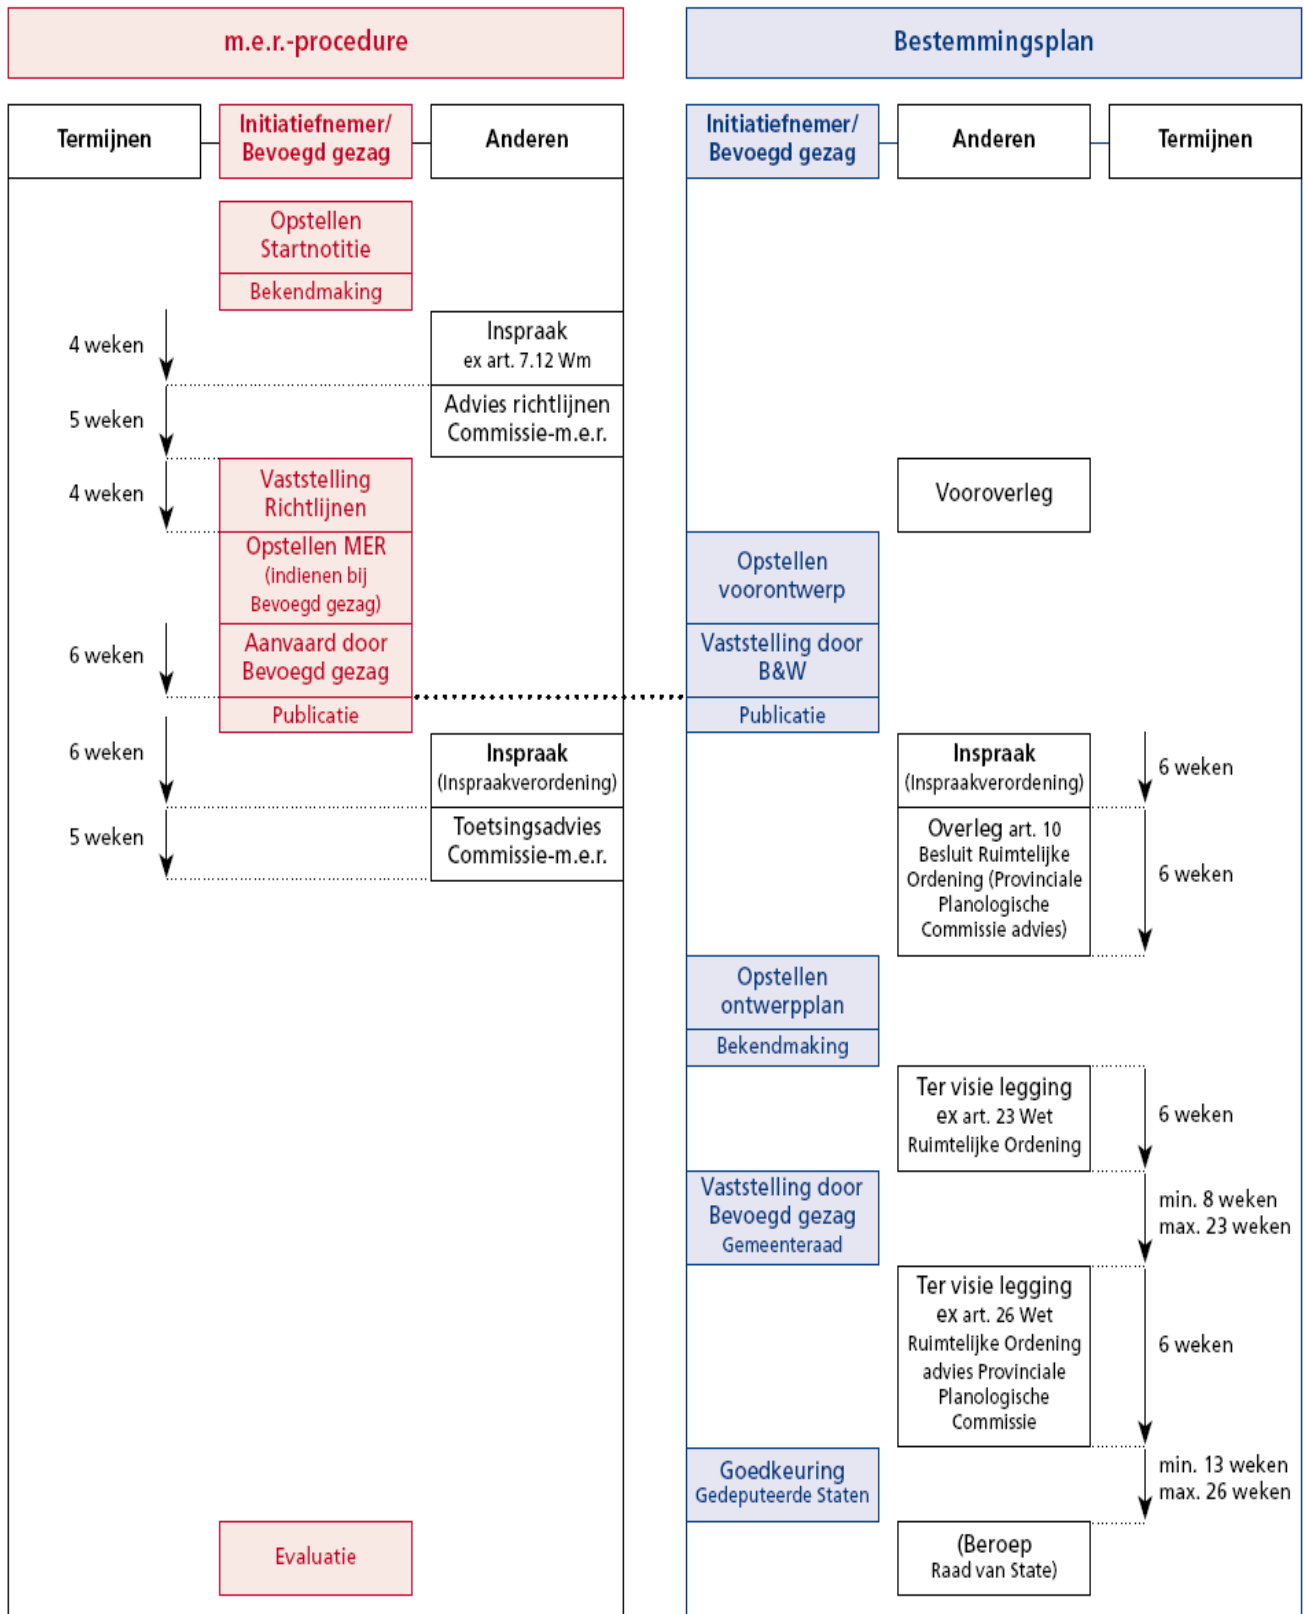 m.e.r.-procedure
Bestemmingsplan
Termijnen
Initiatiefnemer/
Bevoegd gezag
Anderen
Initiatiefnemer/
Bevoegd gezag
Anderen
Termijnen
Opstellen
Startnotitie
Bekendmaking
4 weken
Inspraak
ex art. 7.12 Wm
5 weken
Advies richtlijnen
Commissie-m.e.r.
4 weken
Vaststelling
Richtlijnen
Vooroverleg
Opstellen MER
(indienen bij
Bevoegd gezag)
Opstellen
voorontwerp
6 weken
Aanvaard door
Bevoegd gezag
Vaststelling door
B&W
Publicatie
Publicatie
6 weken
Inspraak
(Inspraakverordening)
Inspraak
(Inspraakverordening)
6 weken
5 weken
Toetsingsadvies
Commissie-m.e.r.
Overleg art. 10
Besluit Ruimtelijke
Ordening (Provinciale
Planologische
Commissie advies)
6 weken
Opstellen
ontwerpplan
Bekendmaking
Ter visie legging
ex art. 23 Wet
Ruimtelijke Ordening
6 weken
Vaststelling door
Bevoegd gezag
Gemeenteraad
min. 8 weken
max. 23 weken
Ter visie legging
ex art. 26 Wet
Ruimtelijke Ordening
advies Provinciale
Planologische
Commissie
6 weken
Goedkeuring
Gedeputeerde Staten
min. 13 weken
max. 26 weken
Evaluatie
(Beroep
Raad van State)